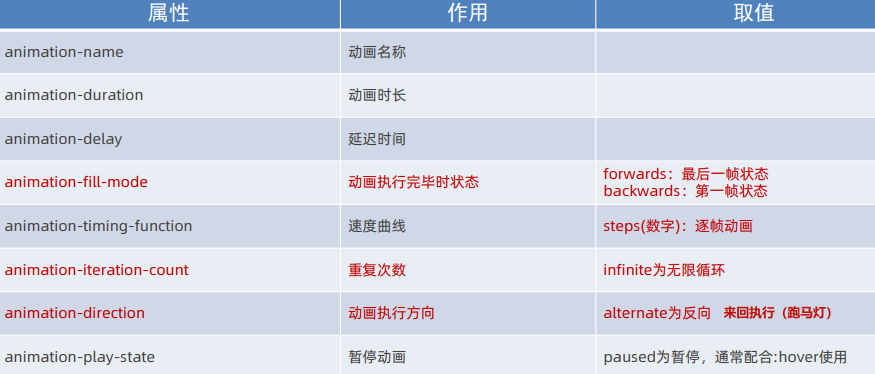 属性 作用 取值
animation-name 动画名称
animation-duration 动画时长
animation-delay 延迟时间
animation-fill-mode 动画执行完毕时状态 forwards：最后一帧状态
backwards：第一帧状态
animation-timing-function 速度曲线 steps(数字)：逐帧动画
animation-iteration-count 重复次数 infinite为无限循环
animation-direction 动画执行方向 alternate为反向 来回执行（跑马灯）
animation-play-state 暂停动画 paused为暂停，通常配合:hover使用